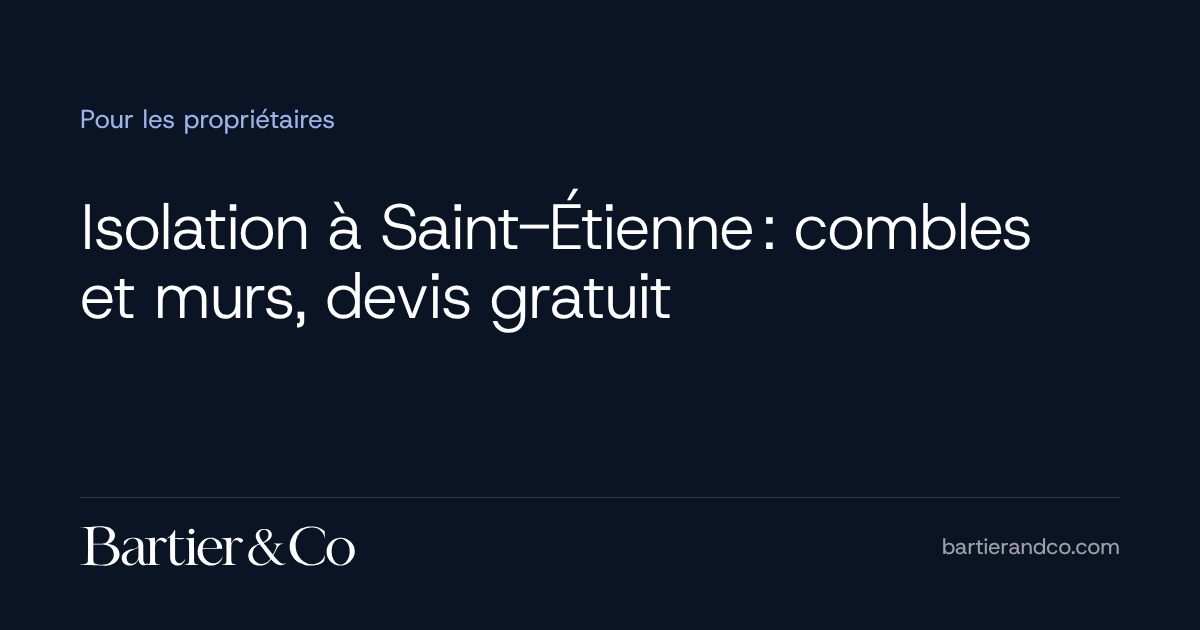 Pour les propriétaires
Isolation à Saint-Étienne : combles
et murs, devis gratuit
Bartier & Co
bartierandco.com